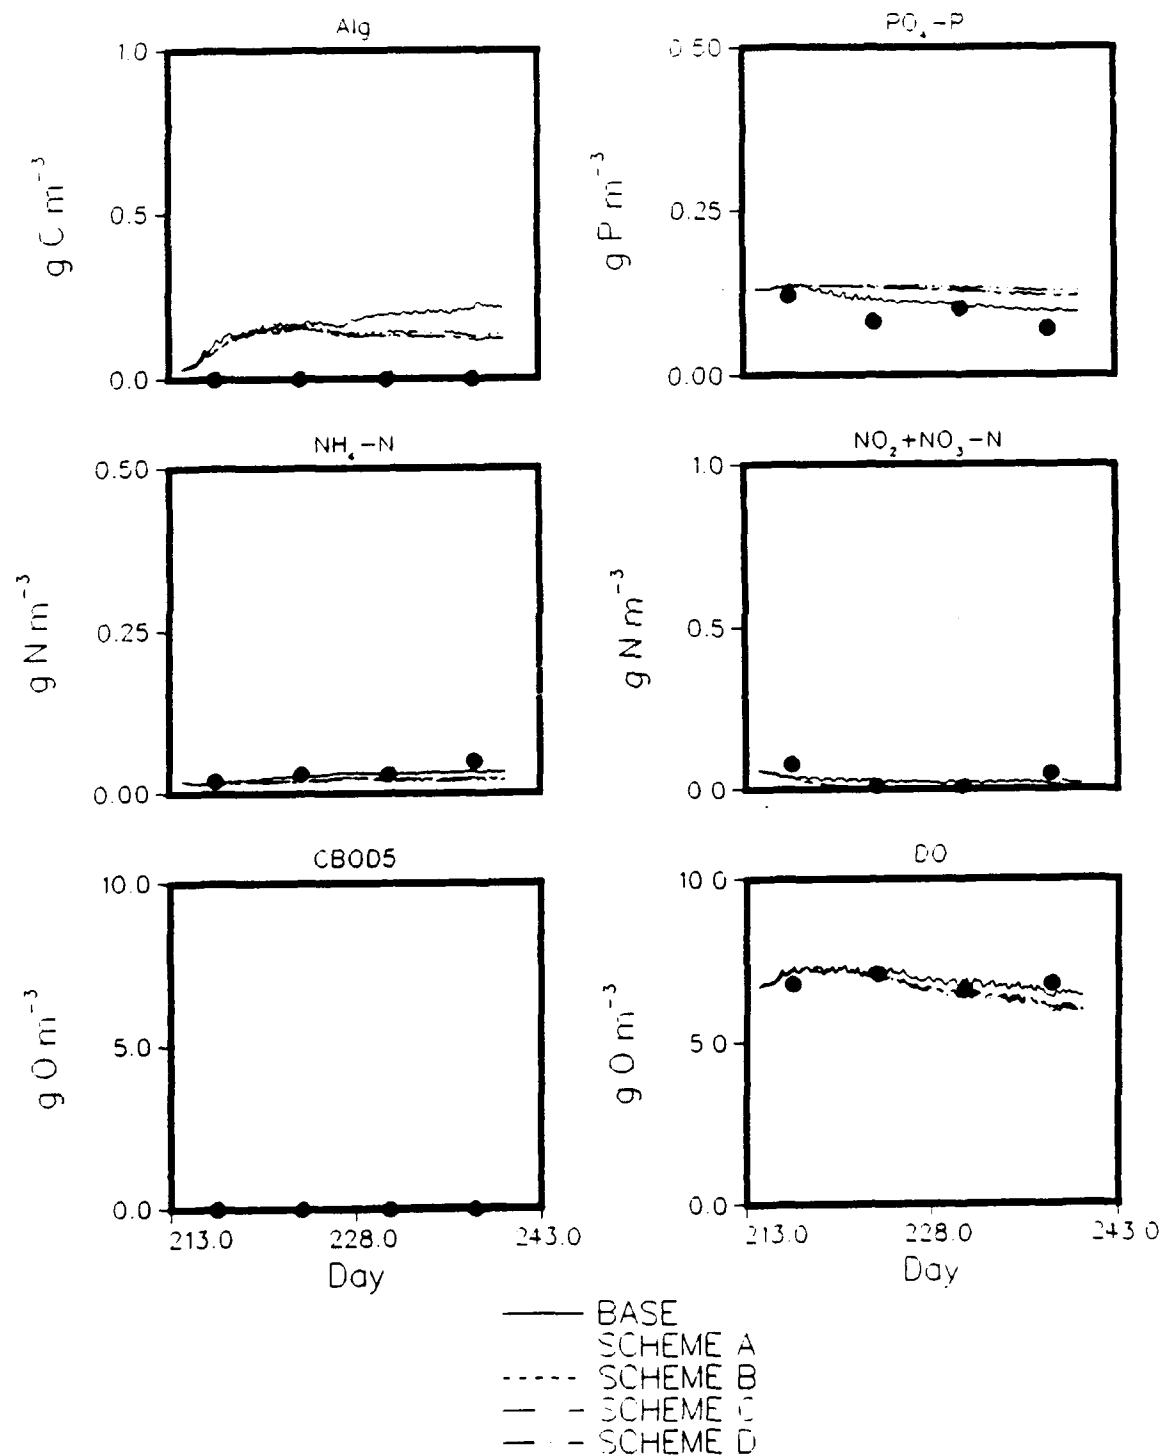 Alg
1.0
0.5
0.0
g C m⁻³
PO₄-P
0.50
0.25
0.00
g P m⁻³
NH₄-N
0.50
0.25
0.00
g N m⁻³
NO₂+NO₃-N
1.0
0.5
0 0
g N m⁻³
CBOD5
10.0
5.0
0.0
g O m⁻³
213.0 228.0 243.0
Day
DO
10 0
5 0
0.0
g O m⁻³
213.0 228.0 243 0
Day
BASE
SCHEME A
SCHEME B
SCHEME C
SCHEME D